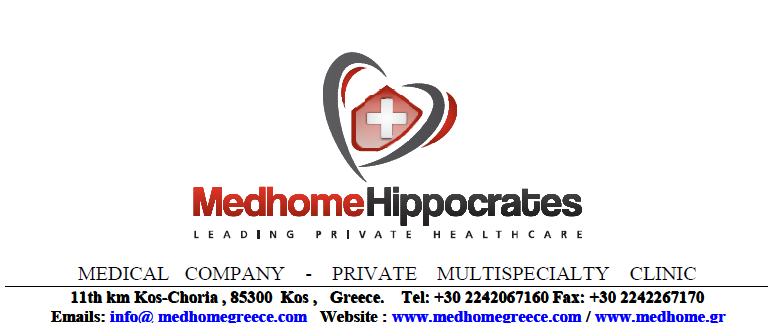 MedhomeHippocrates
LEADING PRIVATE HEALTHCARE
MEDICAL COMPANY - PRIVATE MULTISPECIALTY CLINIC
11th km Kos-Choria , 85300 Kos , Greece. Tel: +30 2242067160 Fax: +30 2242267170
Emails: info@ medhomegreece.com Website : www.medhomegreece.com / www.medhome.gr